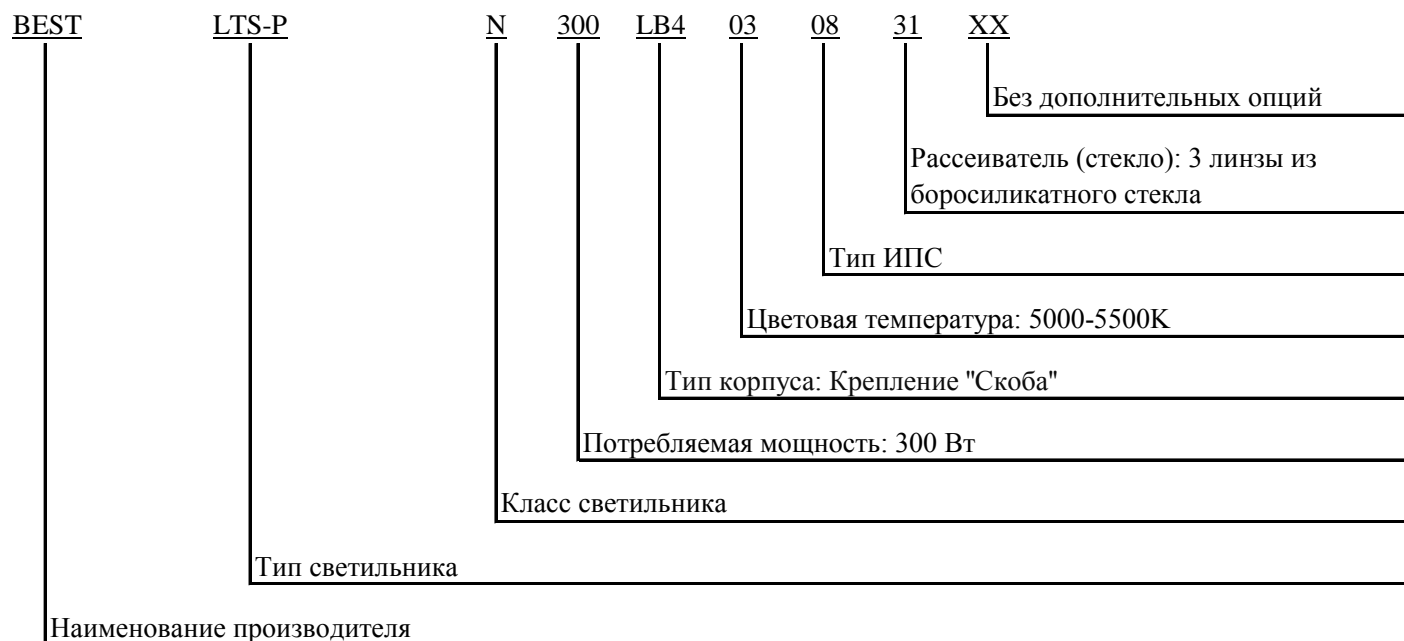 BEST LTS-P N 300 LB4 03 08 31 XX
Без дополнительных опций
Рассеиватель (стекло): 3 линзы из
боросиликатного стекла
Тип ИПС
Цветовая температура: 5000-5500K
Тип корпуса: Крепление "Скоба"
Потребляемая мощность: 300 Вт
Класс светильника
Тип светильника
Наименование производителя